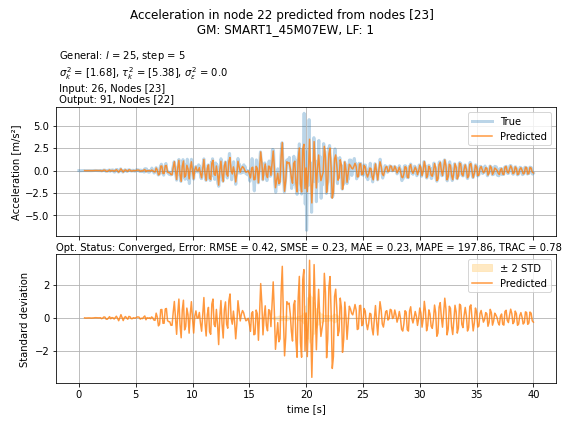 Acceleration in node 22 predicted from nodes [23]
GM: SMART1_45M07EW, LF: 1
General: l = 25, step = 5
σ²ₖ = [1.68], τ²ₖ = [5.38], σ²ε = 0.0
Input: 26, Nodes [23]
Output: 91, Nodes [22]
Acceleration [m/s²]
5.0
2.5
0.0
−2.5
−5.0
True
Predicted
Opt. Status: Converged, Error: RMSE = 0.42, SMSE = 0.23, MAE = 0.23, MAPE = 197.86, TRAC = 0.78
Standard deviation
2
0
−2
± 2 STD
Predicted
0 5 10 15 20 25 30 35 40
time [s]